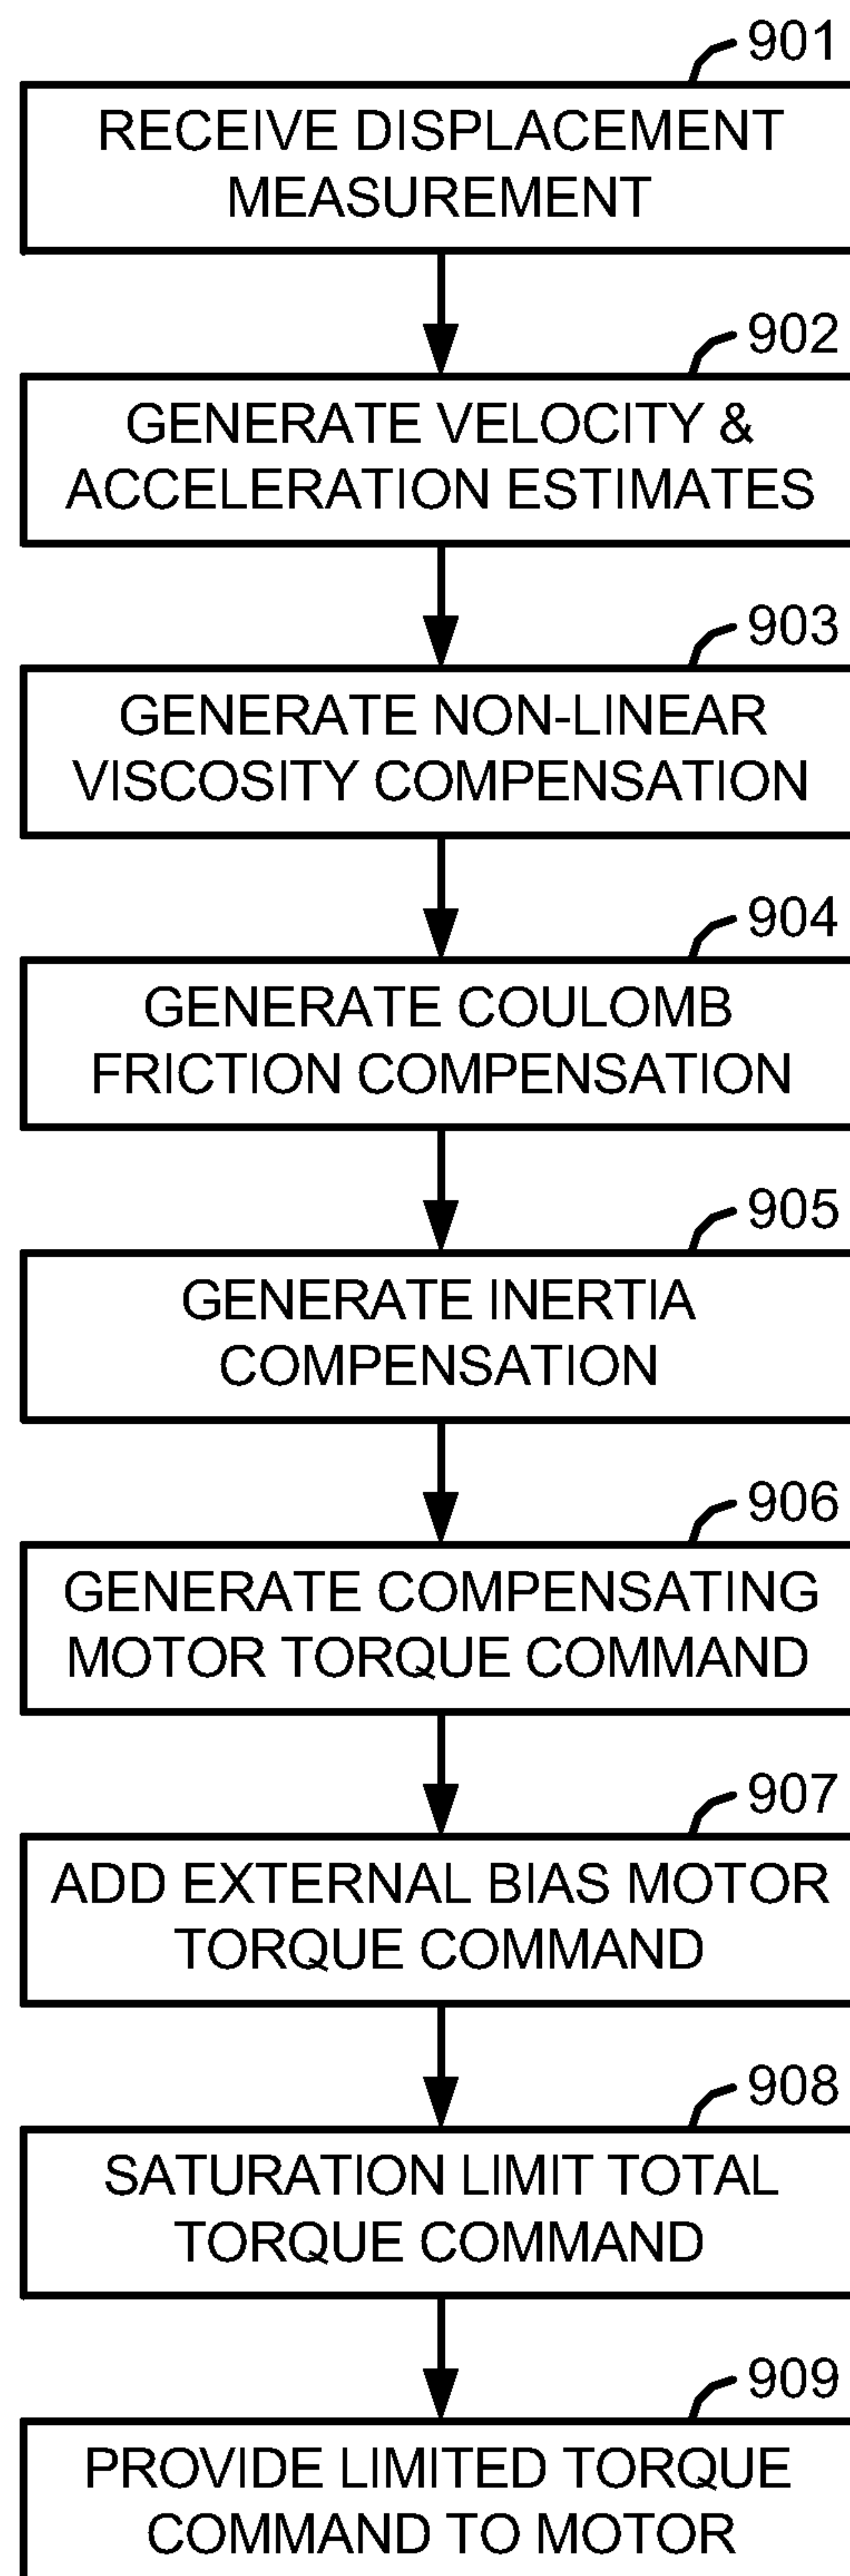 901
RECEIVE DISPLACEMENT
MEASUREMENT
902
GENERATE VELOCITY &
ACCELERATION ESTIMATES
903
GENERATE NON-LINEAR
VISCOSITY COMPENSATION
904
GENERATE COULOMB
FRICTION COMPENSATION
905
GENERATE INERTIA
COMPENSATION
906
GENERATE COMPENSATING
MOTOR TORQUE COMMAND
907
ADD EXTERNAL BIAS MOTOR
TORQUE COMMAND
908
SATURATION LIMIT TOTAL
TORQUE COMMAND
909
PROVIDE LIMITED TORQUE
COMMAND TO MOTOR